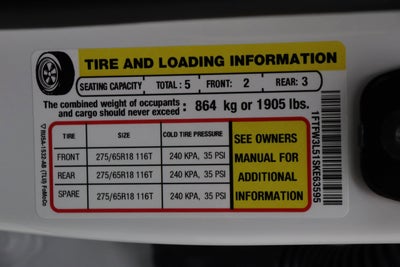 TIRE AND LOADING INFORMATION
SEATING CAPACITY TOTAL : 5 FRONT: 2 REAR: 3
The combined weight of occupants
and cargo should never exceed : 864 kg or 1905 lbs.
TIRE SIZE COLD TIRE PRESSURE
FRONT 275/65R18 116T 240 KPA, 35 PSI
REAR 275/65R18 116T 240 KPA, 35 PSI
SPARE 275/65R18 116T 240 KPA, 35 PSI
SEE OWNERS
MANUAL FOR
ADDITIONAL
INFORMATION
1FTFW3L51SKE63595